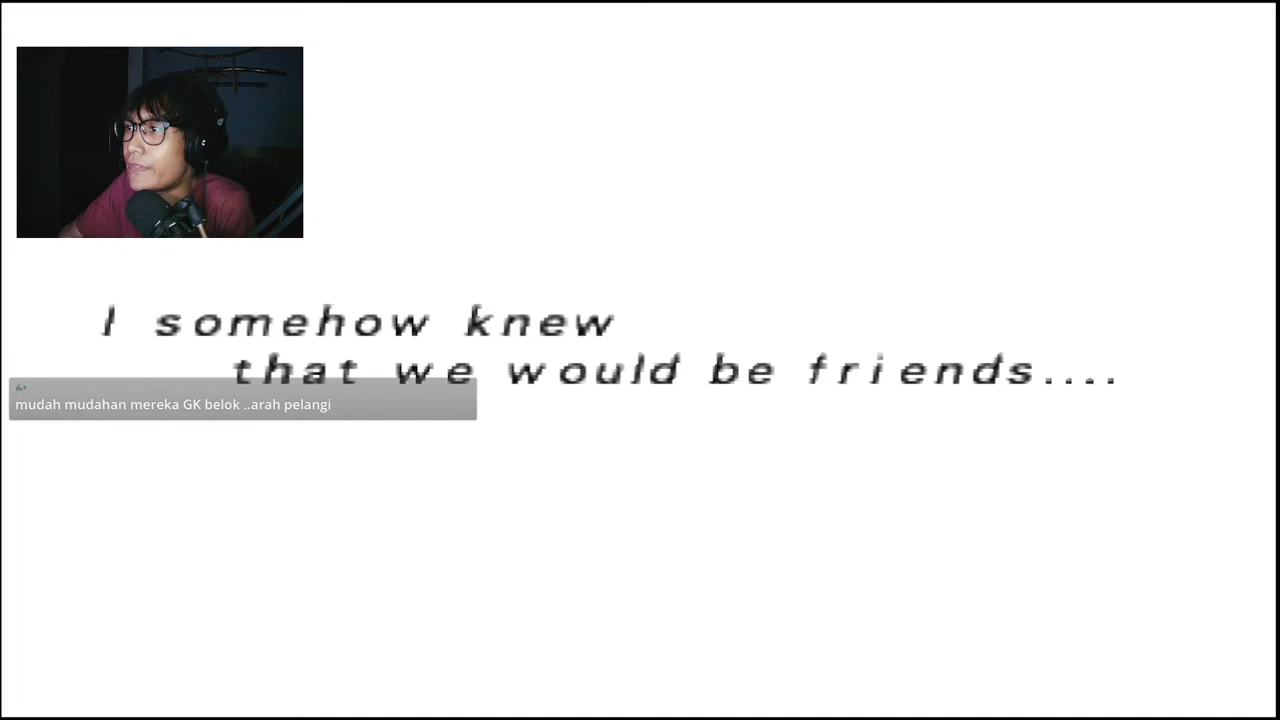 I somehow knew
that we would be friends....
mudah mudahan mereka GK belok ..arah pelangi